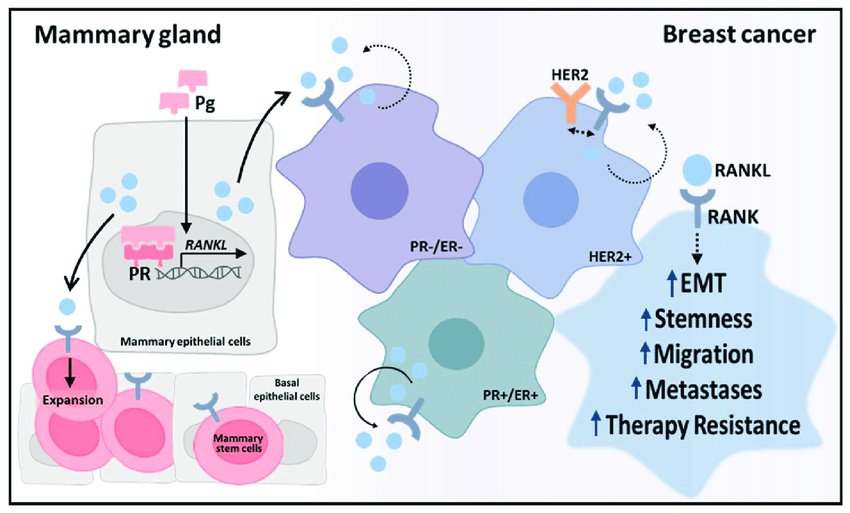 Mammary gland
Breast cancer
Pg
RANKL
PR
Mammary epithelial cells
Expansion
Basal
epithelial cells
Mammary
stem cells
PR-/ER-
HER2
HER2+
PR+/ER+
RANKL
RANK
EMT
Stemness
Migration
Metastases
Therapy Resistance